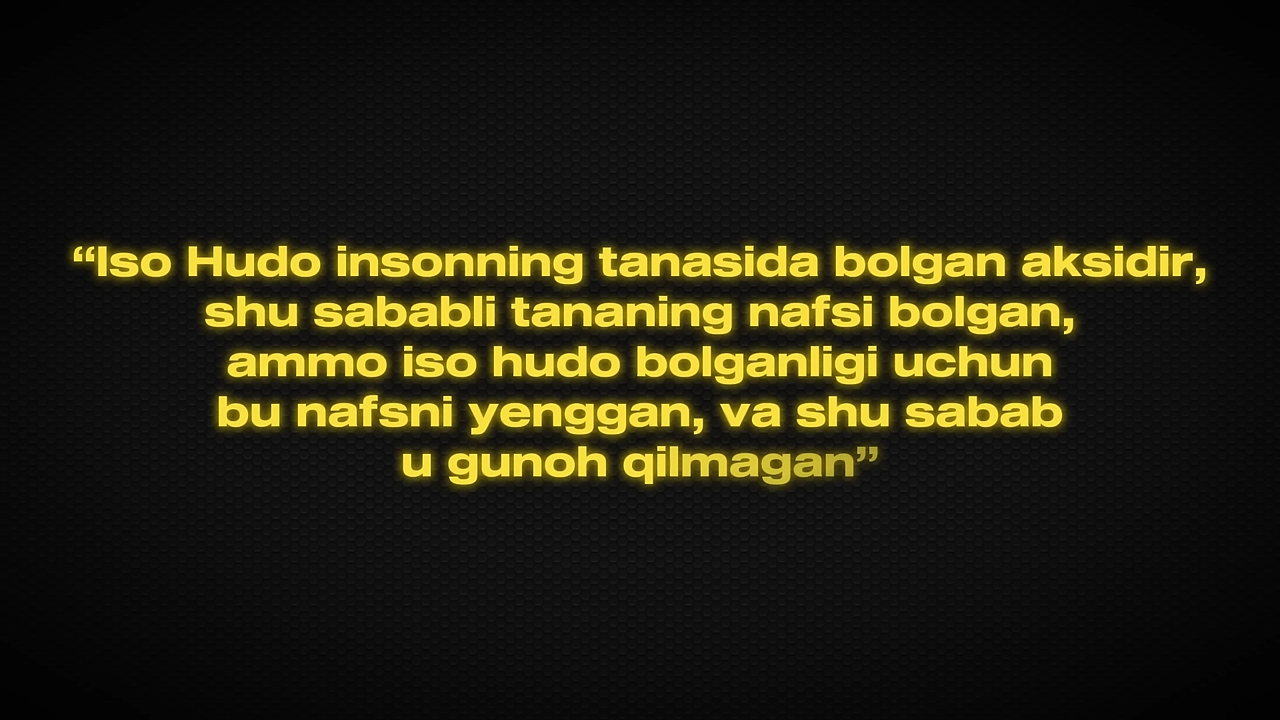 “Iso Hudo insonning tanasida bolgan aksidir,
shu sababli tananing nafsi bolgan,
ammo iso hudo bolganligi uchun
bu nafsni yenggan, va shu sabab
u gunoh qilmagan”